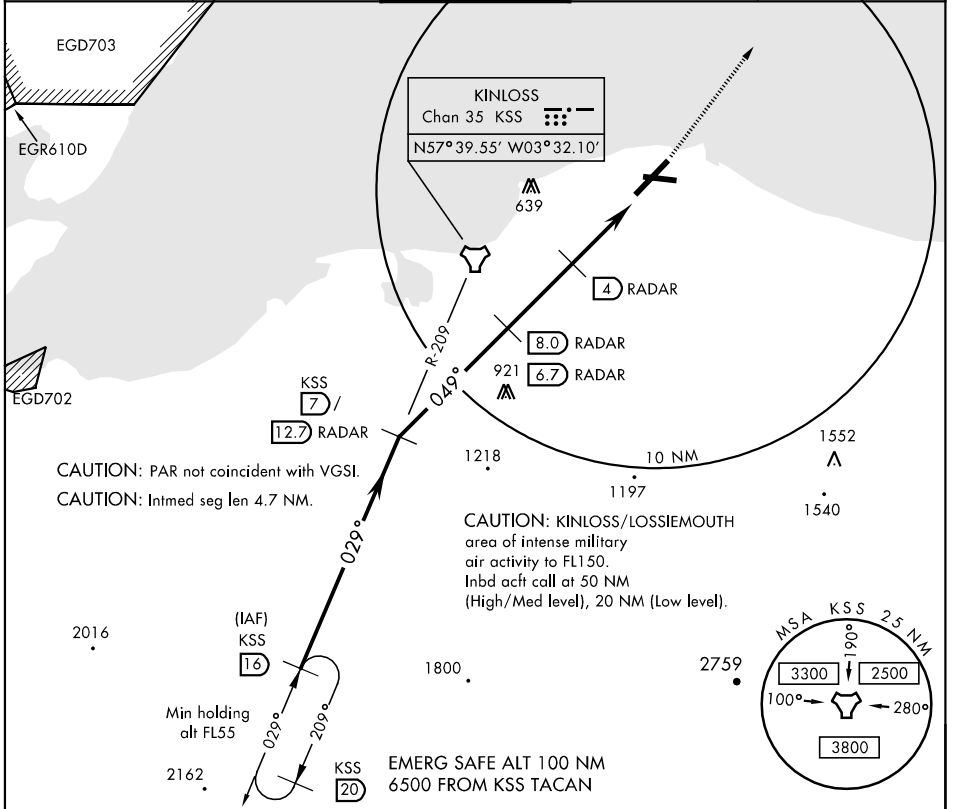 EGD703
EGR610D
KINLOSS
Chan 35 KSS
N57° 39.55' W03° 32.10'
639
4 RADAR
8.0 RADAR
6.7 RADAR
921
R-209
049°
EGD702
KSS
7 /
12.7 RADAR
1218
10 NM
1552
1197
1540
CAUTION: PAR not coincident with VGSI.
CAUTION: Intmed seg len 4.7 NM.
CAUTION: KINLOSS/LOSSIEMOUTH
area of intense military
air activity to FL150.
Inbd acft call at 50 NM
(High/Med level), 20 NM (Low level).
029°
2016
(IAF)
KSS
16
1800
2759
Min holding
alt FL55
029°
209°
2162
KSS
20
EMERG SAFE ALT 100 NM
6500 FROM KSS TACAN
MSA KSS 25 NM
190°
3300
2500
100°
280°
3800